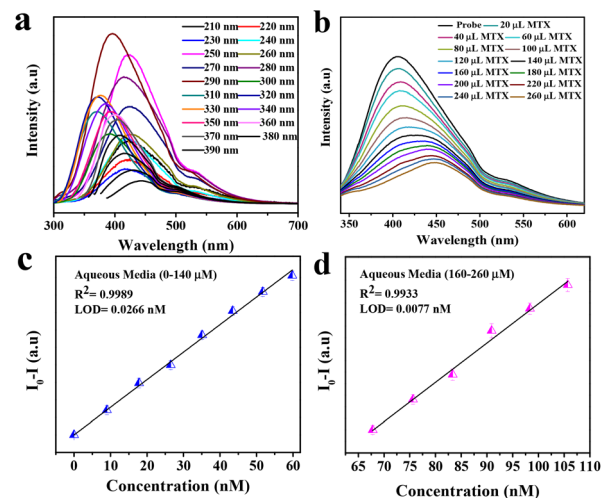 a
210 nm 220 nm
230 nm 240 nm
250 nm 260 nm
270 nm 280 nm
290 nm 300 nm
310 nm 320 nm
330 nm 340 nm
350 nm 360 nm
370 nm 380 nm
390 nm
Intensity (a.u)
300 400 500 600 700
Wavelength (nm)
b
Probe 20 µL MTX
40 µL MTX 60 µL MTX
80 µL MTX 100 µL MTX
120 µL MTX 140 µL MTX
160 µL MTX 180 µL MTX
200 µL MTX 220 µL MTX
240 µL MTX 260 µL MTX
Intensity (a.u)
350 400 450 500 550 600
Wavelength (nm)
c
Aqueous Media (0-140 µM)
R²= 0.9989
LOD= 0.0266 nM
I₀-I (a.u)
0 10 20 30 40 50 60
Concentration (nM)
d
Aqueous Media (160-260 µM)
R²= 0.9933
LOD= 0.0077 nM
I₀-I (a.u)
65 70 75 80 85 90 95 100 105 110
Concentration (nM)